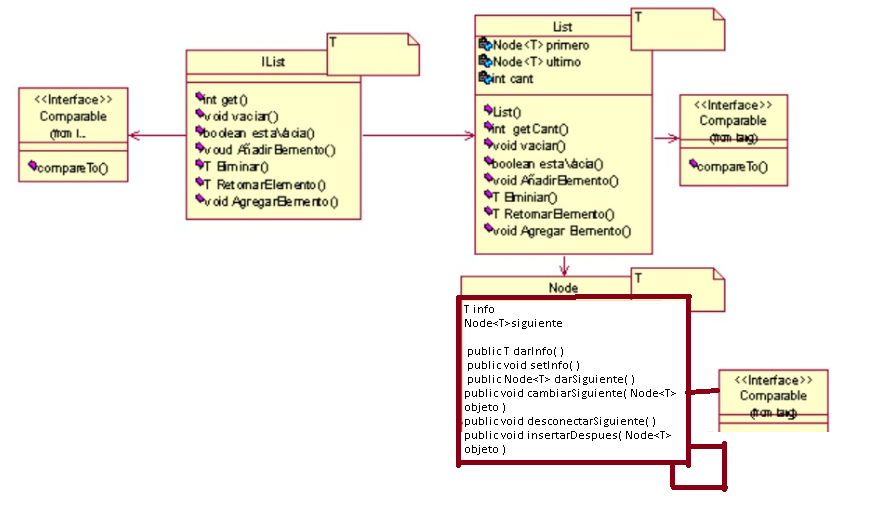 <<Interface>>
Comparable
(from l...
compareTo()
T
IList
int get()
void vaciar()
boolean estaVacia()
voud AñadirElemento()
T Eliminar()
T RetornarElemento()
void AgregarElemento()
T
List
Node <T> primero
Node <T> ultimo
int cant
List()
int getCant()
void vaciar()
boolean estaVacia()
void AñadirElemento()
T Elminiar()
T RetornarElemento()
void Agregar Elemento()
<<Interface>>
Comparable
(from lang)
compareTo()
T
Node
T info
Node<T>siguiente
public T darInfo( )
public void setInfo( )
public Node<T> darSiguiente( )
public void cambiarSiguiente( Node<T>
objeto )
public void desconectarSiguiente( )
public void insertarDespues( Node<T>
objeto )
<<Interface>>
Comparable
(from lang)